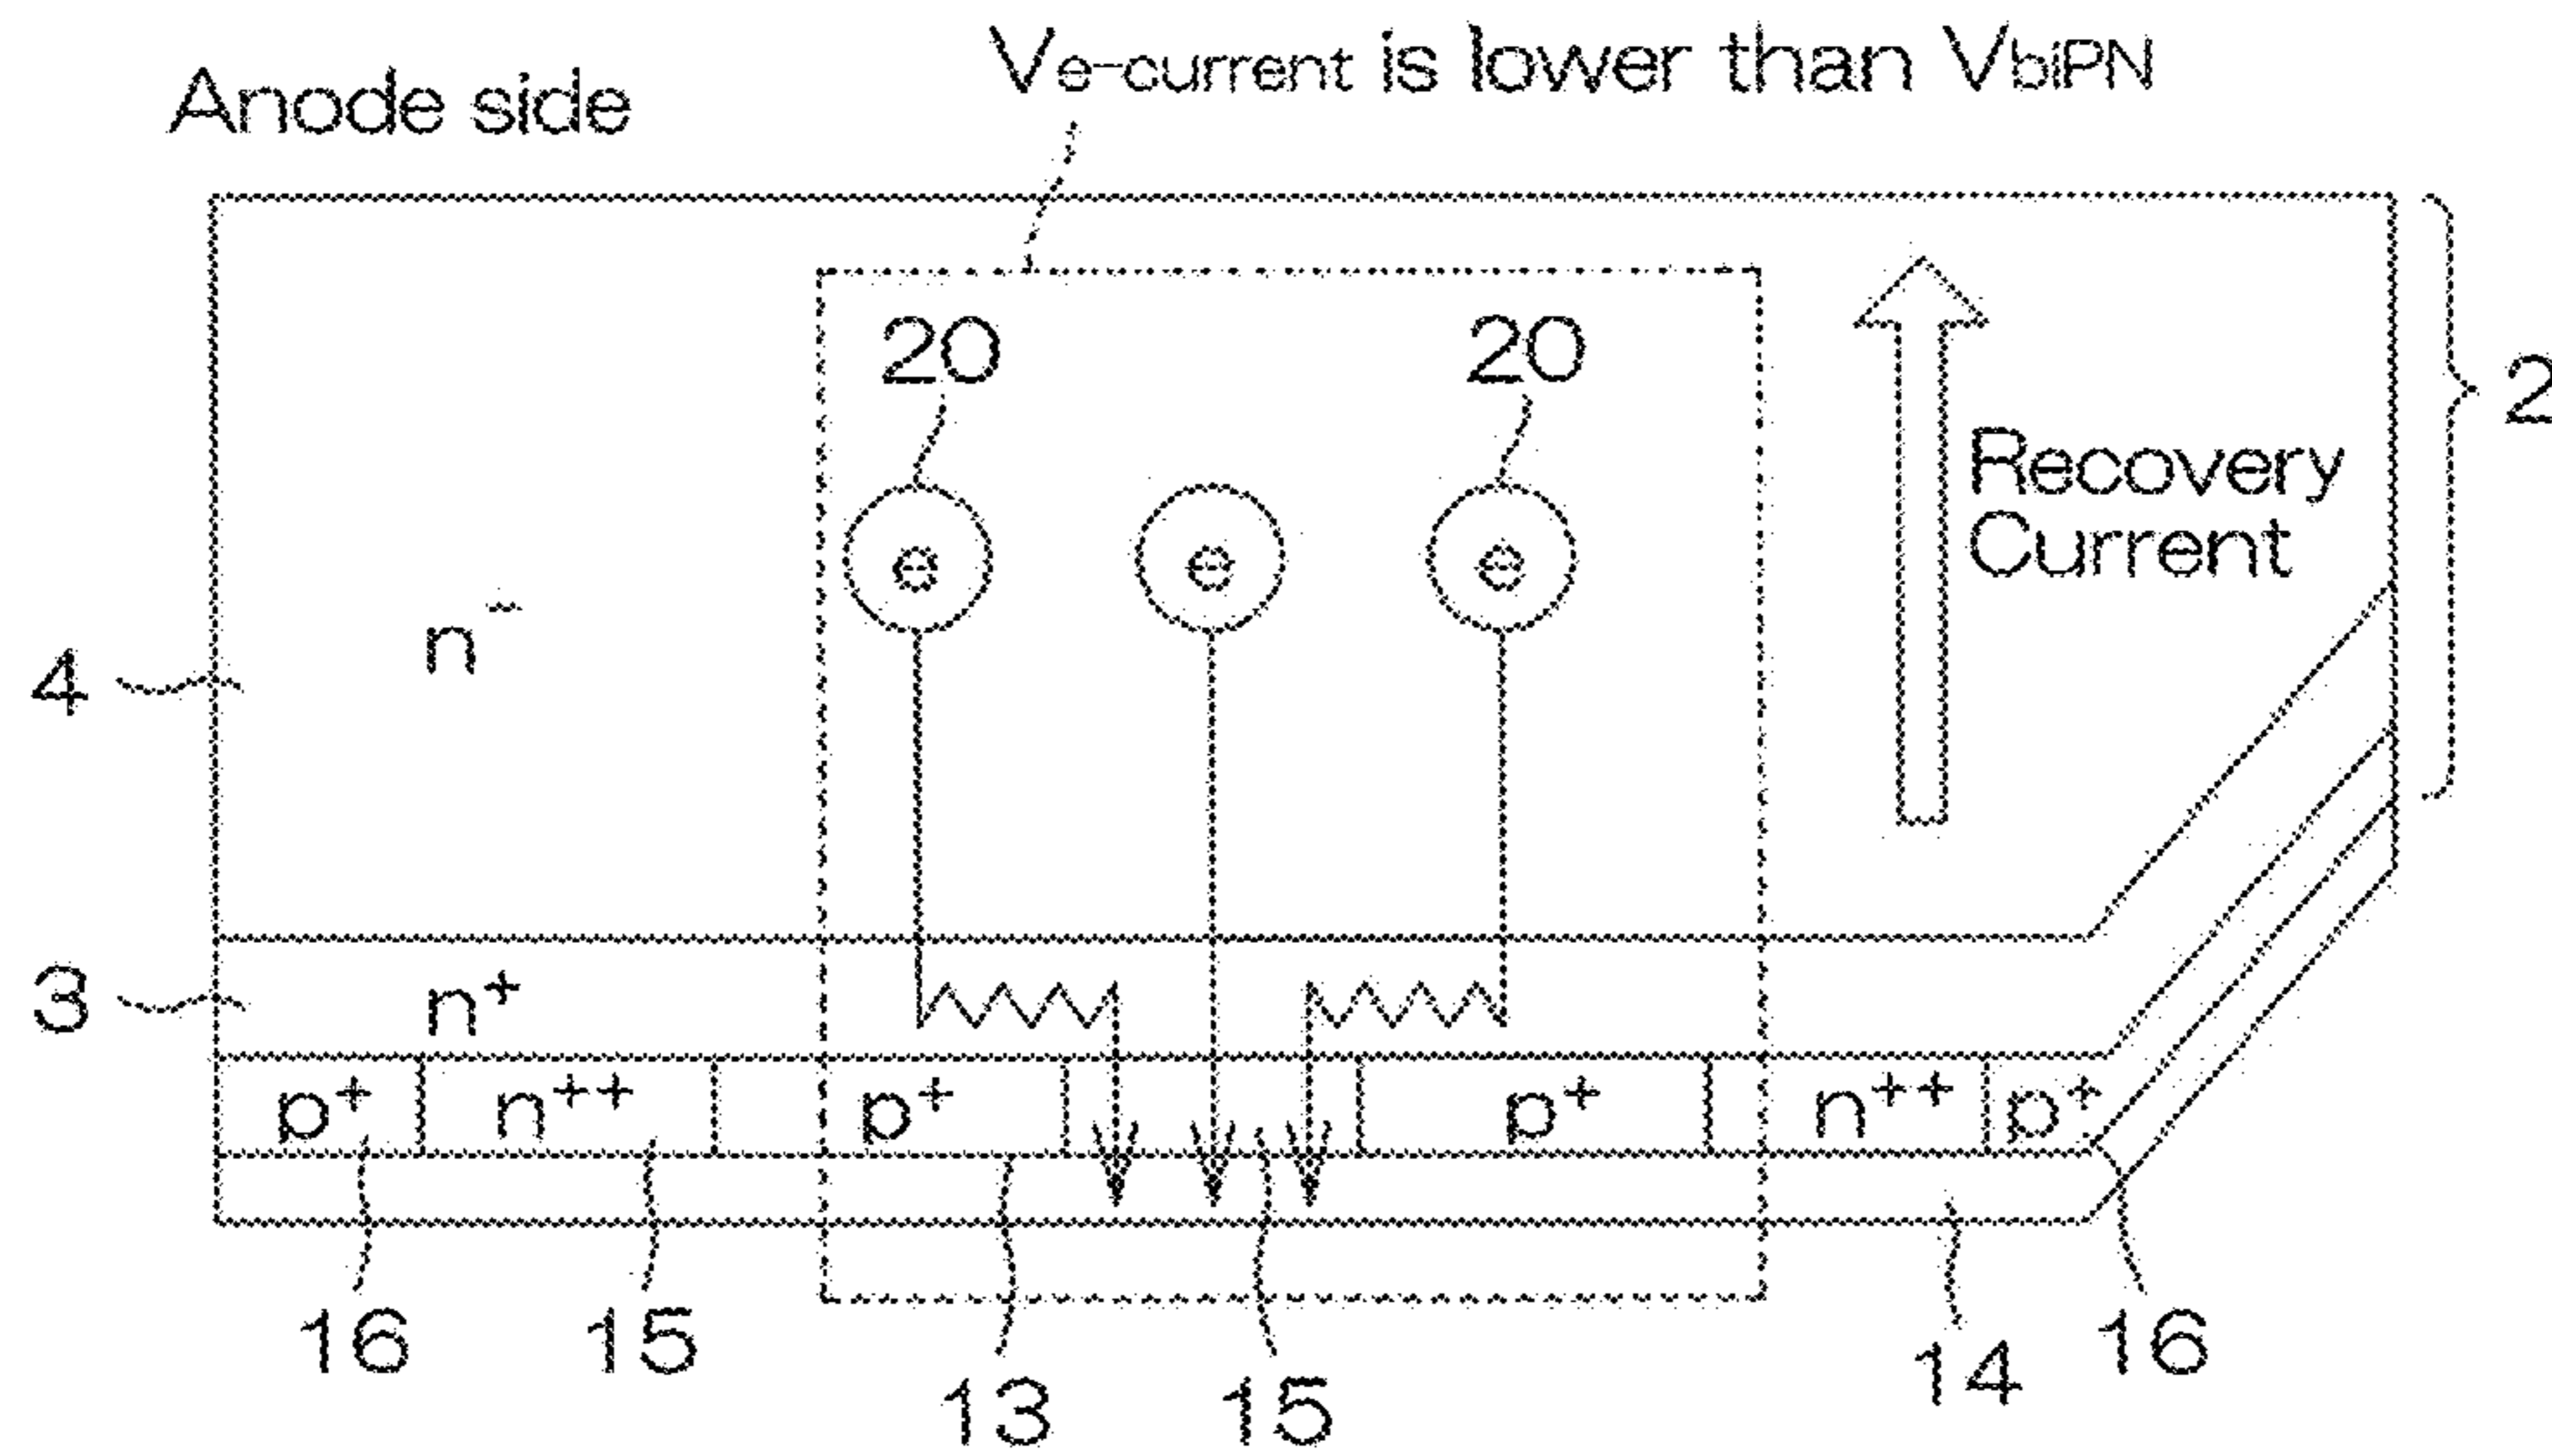 Ve-current is lower than VbiPN
Anode side
20 20
2
e e e
Recovery
Current
n⁻
4
3
n⁺
p⁺ n⁺⁺ p⁺ p⁺ n⁺⁺ p⁺
16 15 13 15 14 16